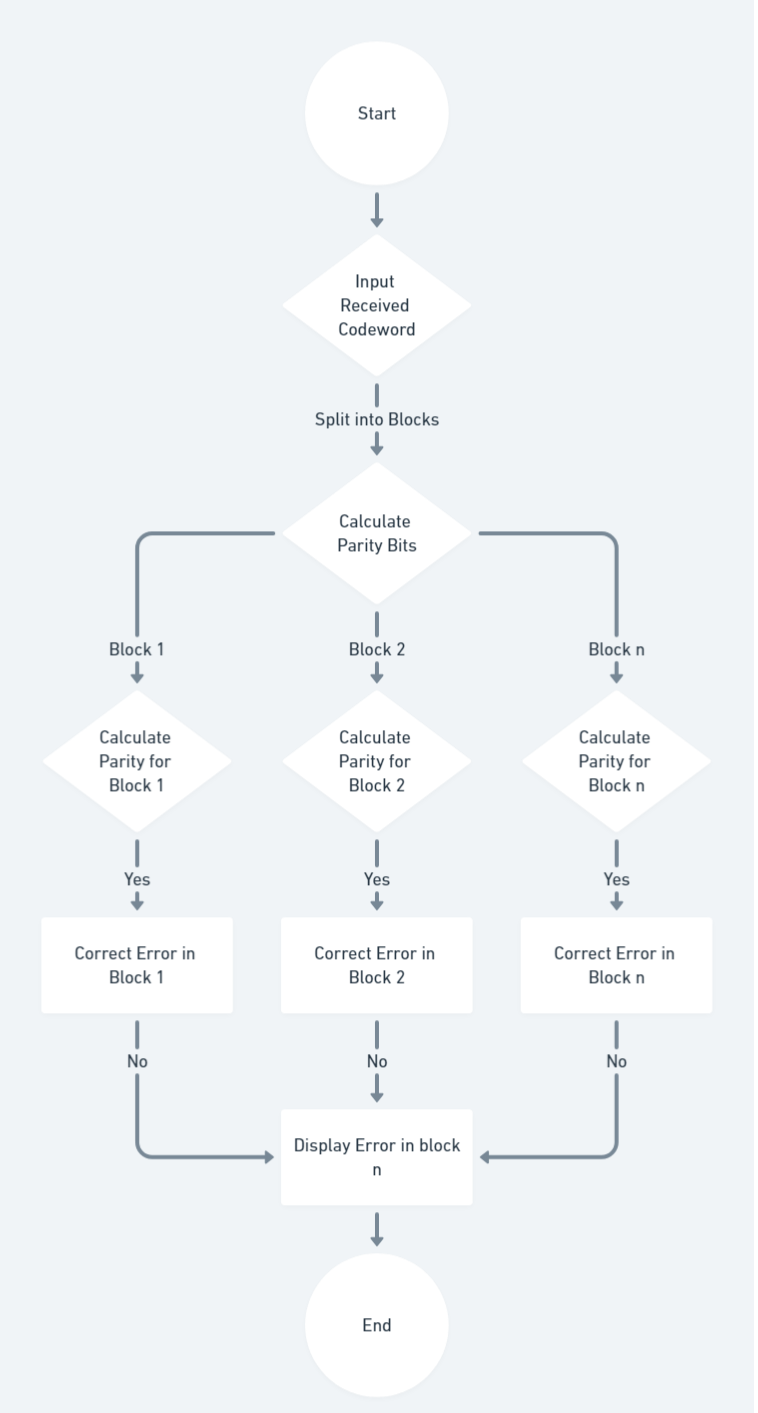 Start
Input
Received
Codeword
Split into Blocks
Calculate
Parity Bits
Block 1
Block 2
Block n
Calculate
Parity for
Block 1
Calculate
Parity for
Block 2
Calculate
Parity for
Block n
Yes
Yes
Yes
Correct Error in
Block 1
Correct Error in
Block 2
Correct Error in
Block n
No
No
No
Display Error in block
n
End